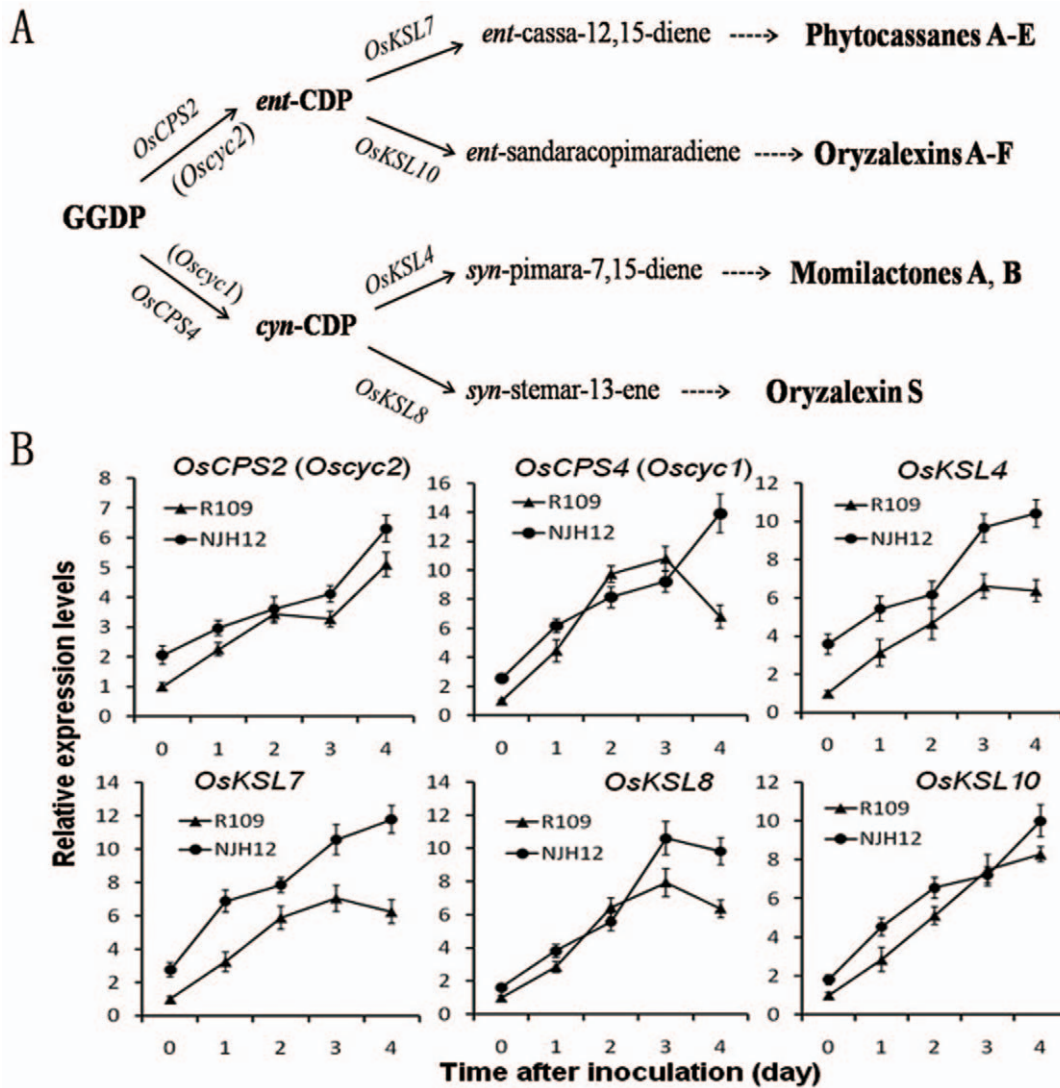 A
OsKSL7
ent-cassa-12,15-diene
Phytocassanes A-E
OsCPS2
(Oscyc2)
ent-CDP
OsKSL10
ent-sandaracopimaradiene
Oryzalexins A-F
GGDP
(Oscyc1)
OsCPS4
OsKSL4
syn-pimara-7,15-diene
Momilactones A, B
cyn-CDP
OsKSL8
syn-stemar-13-ene
Oryzalexin S
B
Relative expression levels
OsCPS2 (Oscyc2)
8
7
6
5
4
3
2
1
0
R109
NJH12
0 1 2 3 4
OsCPS4 (Oscyc1)
16
14
12
10
8
6
4
2
0
R109
NJH12
0 1 2 3 4
OsKSL4
12
10
8
6
4
2
0
R109
NJH12
0 1 2 3 4
OsKSL7
14
12
10
8
6
4
2
0
R109
NJH12
0 1 2 3 4
OsKSL8
14
12
10
8
6
4
2
0
R109
NJH12
0 1 2 3 4
OsKSL10
12
10
8
6
4
2
0
R109
NJH12
0 1 2 3 4
Time after inoculation (day)